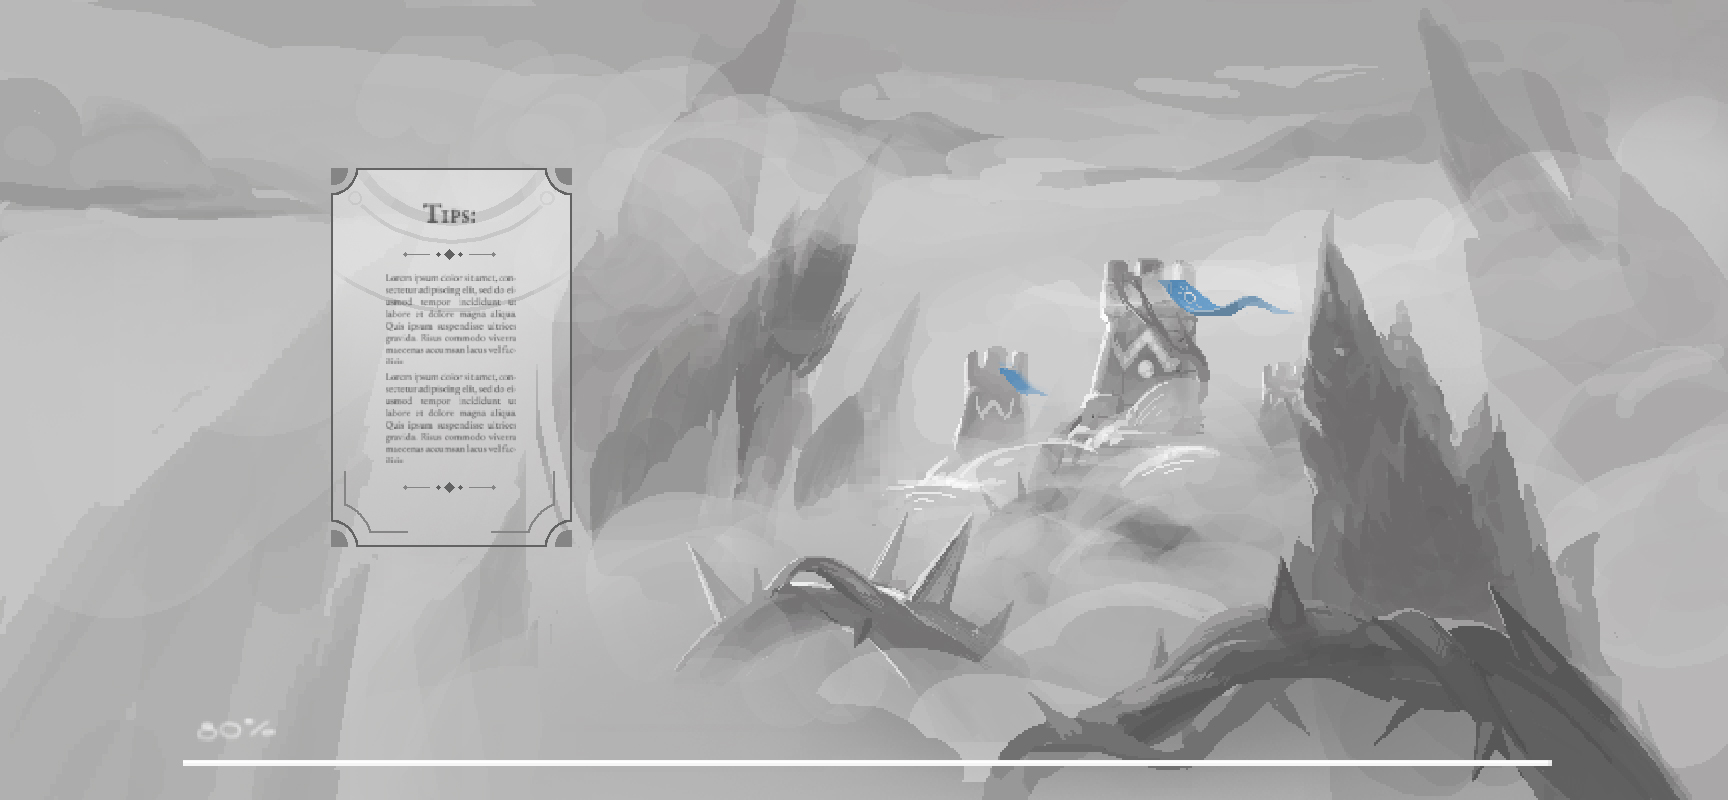 Tips:
Lorem ipsum color sit amet, con-
sectetur adipiscing elit, sed do ei-
usmod tempor incididunt ut
labore et dolore magna aliqua.
Quis ipsum suspendisse ultrices
gravida. Risus commodo viverra
maecenas accumsan lacus vel fac-
ilisis.
Lorem ipsum color sit amet, con-
sectetur adipiscing elit, sed do ei-
usmod tempor incididunt ut
labore et dolore magna aliqua.
Quis ipsum suspendisse ultrices
gravida. Risus commodo viverra
maecenas accumsan lacus vel fac-
ilisis.
80%